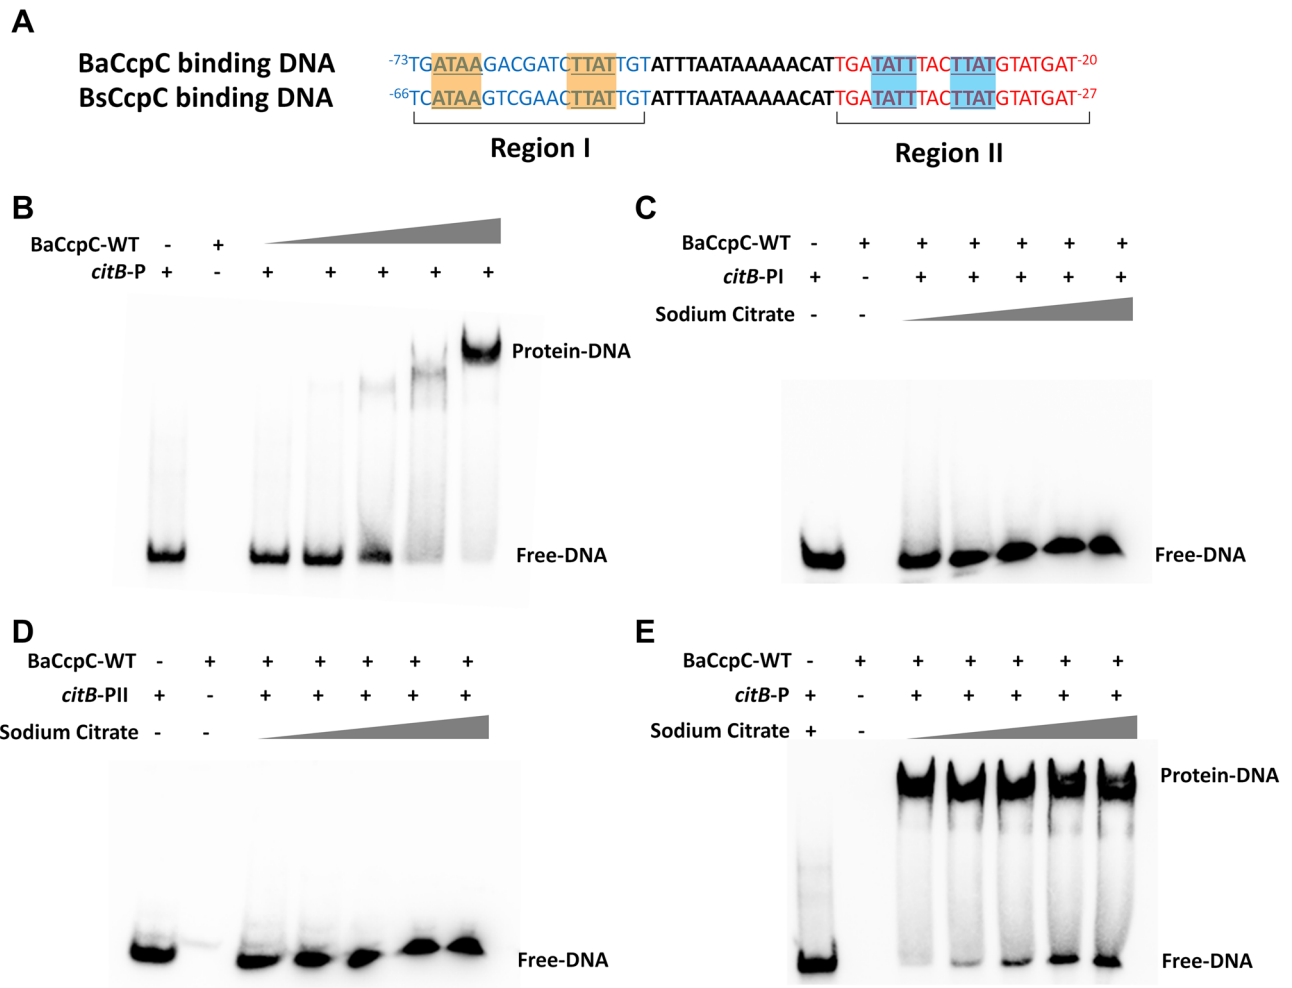 A
BaCcpC binding DNA -73TGATAAGACGATCTTATTGTATTTAATAAAAACATTGATATTTACTTATGTATGAT-20
BsCcpC binding DNA -66TCATAAGTCGAACTTATTGTATTTAATAAAAACATTGATATTTACTTATGTATGAT-27
Region I Region II
B
BaCcpC-WT - +
citB-P + - + + + + +
Protein-DNA
Free-DNA
C
BaCcpC-WT - + + + + + +
citB-PI + - + + + + +
Sodium Citrate - -
Free-DNA
D
BaCcpC-WT - + + + + + +
citB-PII + - + + + + +
Sodium Citrate - -
Free-DNA
E
BaCcpC-WT - + + + + + +
citB-P + - + + + + +
Sodium Citrate + -
Protein-DNA
Free-DNA